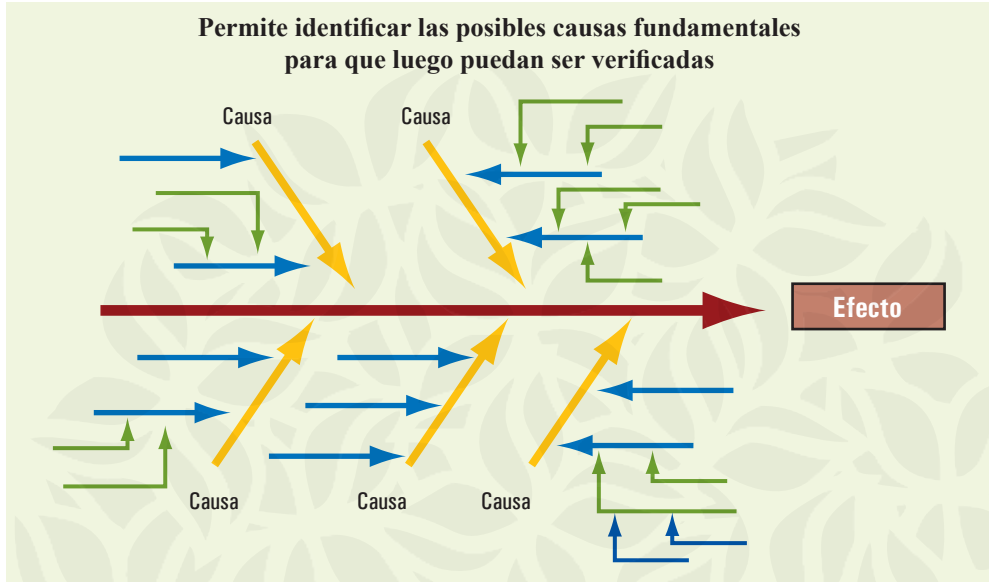 Permite identificar las posibles causas fundamentales
para que luego puedan ser verificadas
Causa
Causa
Efecto
Causa
Causa
Causa